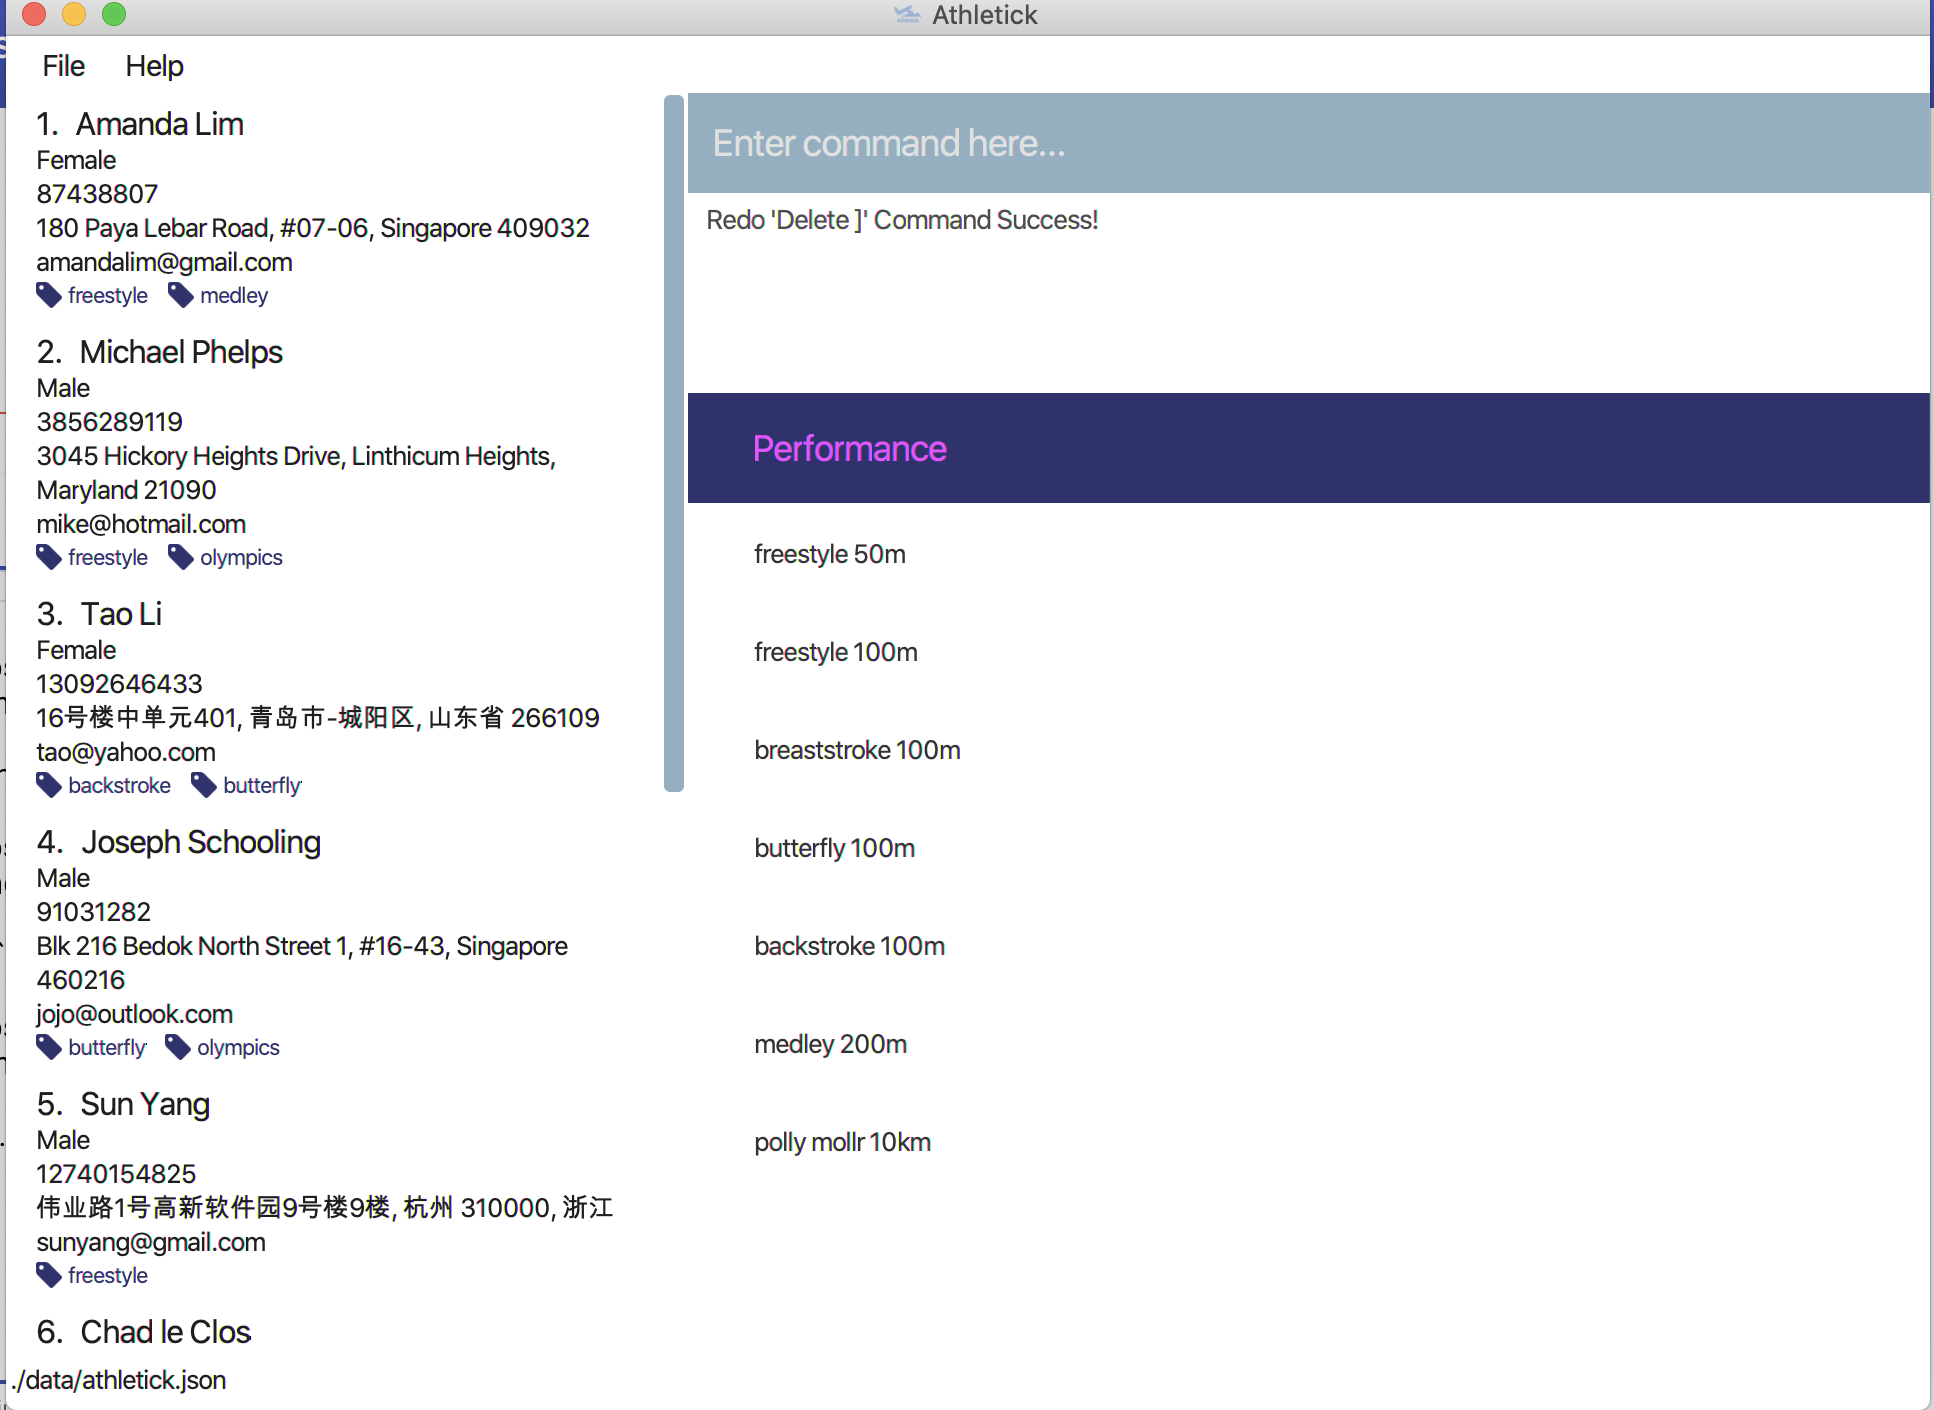 Athletick
File Help
1. Amanda Lim
Female
87438807
180 Paya Lebar Road, #07-06, Singapore 409032
amandalim@gmail.com
freestyle medley
2. Michael Phelps
Male
3856289119
3045 Hickory Heights Drive, Linthicum Heights,
Maryland 21090
mike@hotmail.com
freestyle olympics
3. Tao Li
Female
13092646433
16号楼中单元401, 青岛市-城阳区, 山东省 266109
tao@yahoo.com
backstroke butterfly
4. Joseph Schooling
Male
91031282
Blk 216 Bedok North Street 1, #16-43, Singapore
460216
jojo@outlook.com
butterfly olympics
5. Sun Yang
Male
12740154825
伟业路1号高新软件园9号楼9楼, 杭州 310000, 浙江
sunyang@gmail.com
freestyle
6. Chad le Clos
./data/athletick.json
Enter command here...
Redo 'Delete ]' Command Success!
Performance
freestyle 50m
freestyle 100m
breaststroke 100m
butterfly 100m
backstroke 100m
medley 200m
polly mollr 10km